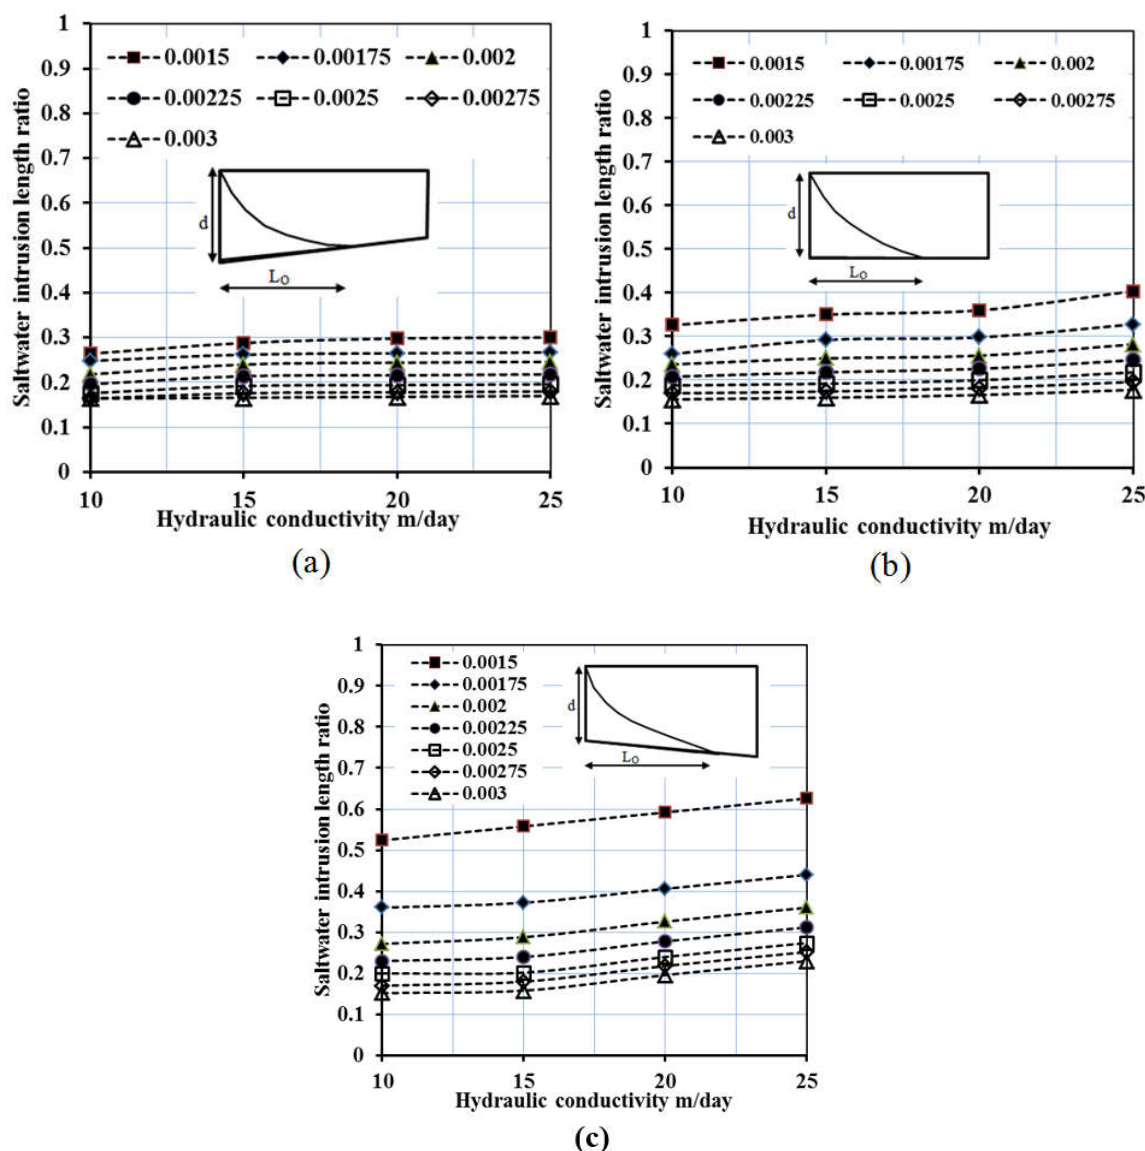 Saltwater intrusion length ratio
1
0.9
0.8
0.7
0.6
0.5
0.4
0.3
0.2
0.1
0
0.0015 0.00175 0.002
0.00225 0.0025 0.00275
0.003
d
L₀
10 15 20 25
Hydraulic conductivity m/day
(a)
Saltwater intrusion length ratio
1
0.9
0.8
0.7
0.6
0.5
0.4
0.3
0.2
0.1
0
0.0015 0.00175 0.002
0.00225 0.0025 0.00275
0.003
d
L₀
10 15 20 25
Hydraulic conductivity m/day
(b)
Saltwater intrusion length ratio
1
0.9
0.8
0.7
0.6
0.5
0.4
0.3
0.2
0.1
0
0.0015
0.00175
0.002
0.00225
0.0025
0.00275
0.003
d
L₀
10 15 20 25
Hydraulic conductivity m/day
(c)